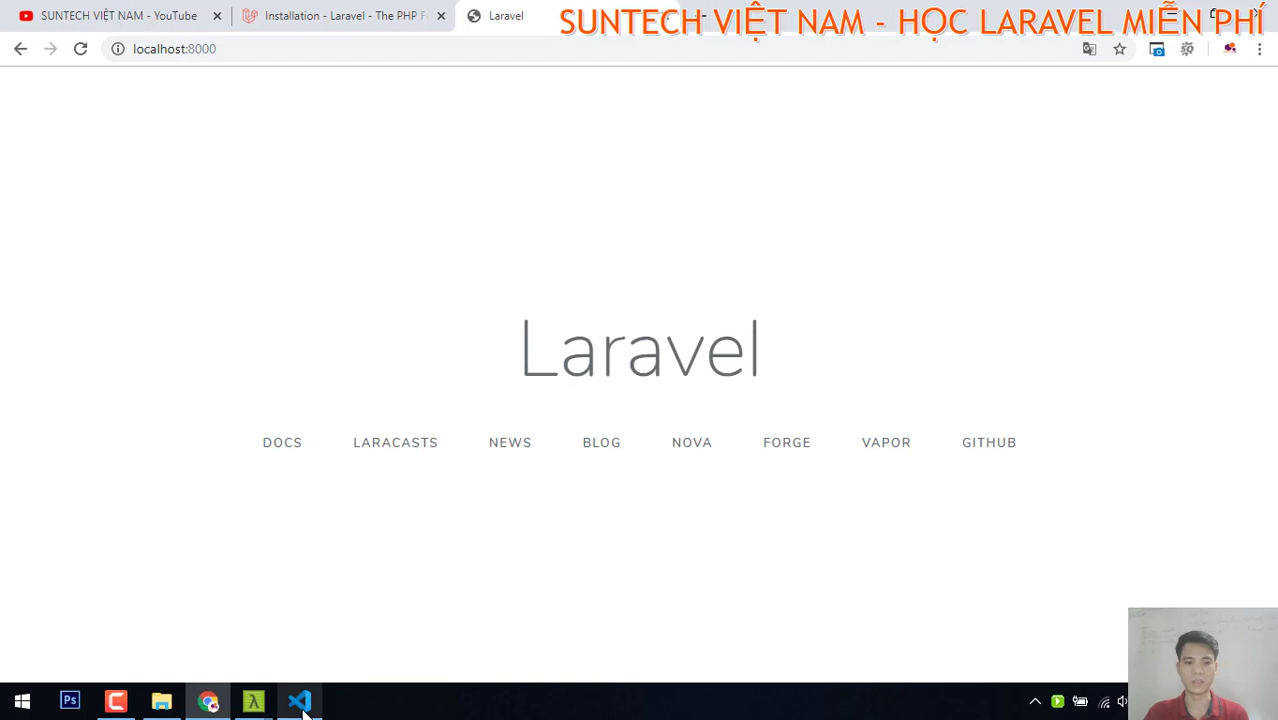 SUNTECH VIỆT NAM - YouTube
Installation - Laravel - The PHP F
Laravel
SUNTECH VIỆT NAM - HỌC LARAVEL MIỄN PHÍ
localhost:8000
Laravel
DOCS LARACASTS NEWS BLOG NOVA FORGE VAPOR GITHUB
Ps